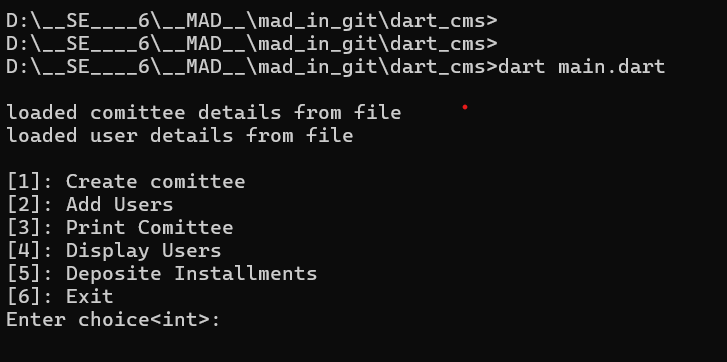 D:\__SE____6\__MAD__\mad_in_git\dart_cms>
D:\__SE____6\__MAD__\mad_in_git\dart_cms>
D:\__SE____6\__MAD__\mad_in_git\dart_cms>dart main.dart
loaded comittee details from file
loaded user details from file
[1]: Create comittee
[2]: Add Users
[3]: Print Comittee
[4]: Display Users
[5]: Deposite Installments
[6]: Exit
Enter choice<int>: